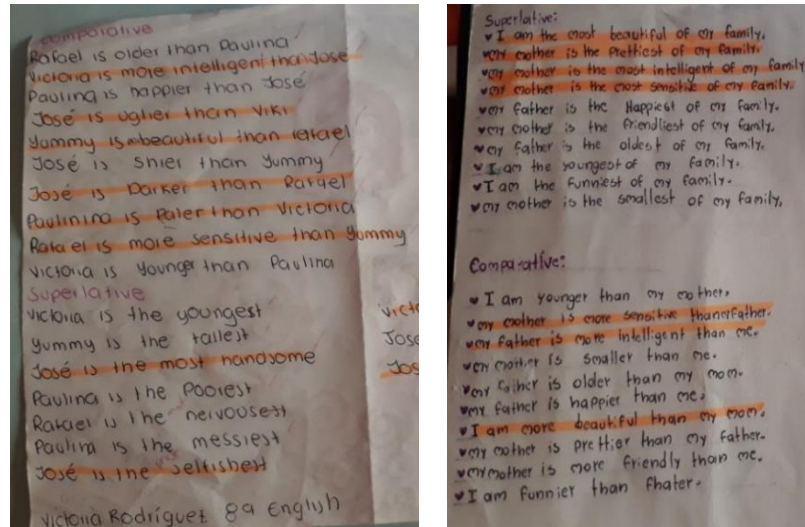 Comparative
Rafael is older than Paulina
Victoria is more intelligent than Jose
Paulina is happier than José
José is uglier than Viki
Yummy is beautiful than rafael
José is shier than Yummy
José is Darker than Rafael
Paulinina is Paler than Victoria
Rafael is more sensitive than Yummy
Victoria is Younger than Paulina
Superlative
Victoria is the youngest
Yummy is the tallest
José is the most handsome
Paulina is the Poorest
Rafael is the nervousest
Paulina is the messiest
José is the selfishest
Victoria Rodríguez 8a English
Victo
Jose
Jos
Superlative:
I am the most beautiful of my family.
my mother is the Prettiest of my family.
my mother is the most intelligent of my family
my mother is the most sensitive of my family.
my father is the Happiest of my family.
my mother is the friendliest of my family.
my father is the oldest of my family.
I am the youngest of my family.
I am the Funniest of my family.
my mother is the smallest of my family.
Comparative:
I am younger than my mother.
my mother is more sensitive than father.
my father is more intelligent than me.
my mother is smaller than me.
my father is older than my mom.
my father is happier than me.
I am more beautiful than my mom.
my mother is prettier than my father.
my mother is more friendly than me.
I am funnier than fhater.